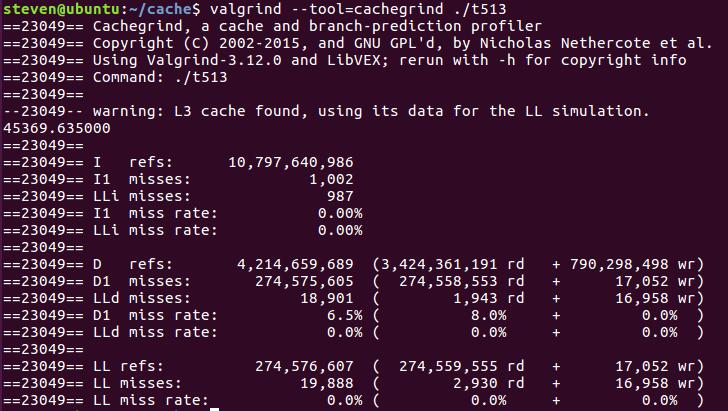 steven@ubuntu:~/cache$ valgrind --tool=cachegrind ./t513
==23049== Cachegrind, a cache and branch-prediction profiler
==23049== Copyright (C) 2002-2015, and GNU GPL'd, by Nicholas Nethercote et al.
==23049== Using Valgrind-3.12.0 and LibVEX; rerun with -h for copyright info
==23049== Command: ./t513
==23049==
--23049-- warning: L3 cache found, using its data for the LL simulation.
45369.635000
==23049==
==23049== I   refs:      10,797,640,986
==23049== I1  misses:             1,002
==23049== LLi misses:               987
==23049== I1  miss rate:          0.00%
==23049== LLi miss rate:          0.00%
==23049==
==23049== D   refs:       4,214,659,689  (3,424,361,191 rd   + 790,298,498 wr)
==23049== D1  misses:       274,575,605  (  274,558,553 rd   +      17,052 wr)
==23049== LLd misses:            18,901  (        1,943 rd   +      16,958 wr)
==23049== D1  miss rate:            6.5% (          8.0%     +         0.0%  )
==23049== LLd miss rate:            0.0% (          0.0%     +         0.0%  )
==23049==
==23049== LL refs:          274,576,607  (  274,559,555 rd   +      17,052 wr)
==23049== LL misses:             19,888  (        2,930 rd   +      16,958 wr)
==23049== LL miss rate:             0.0% (          0.0%     +         0.0%  )